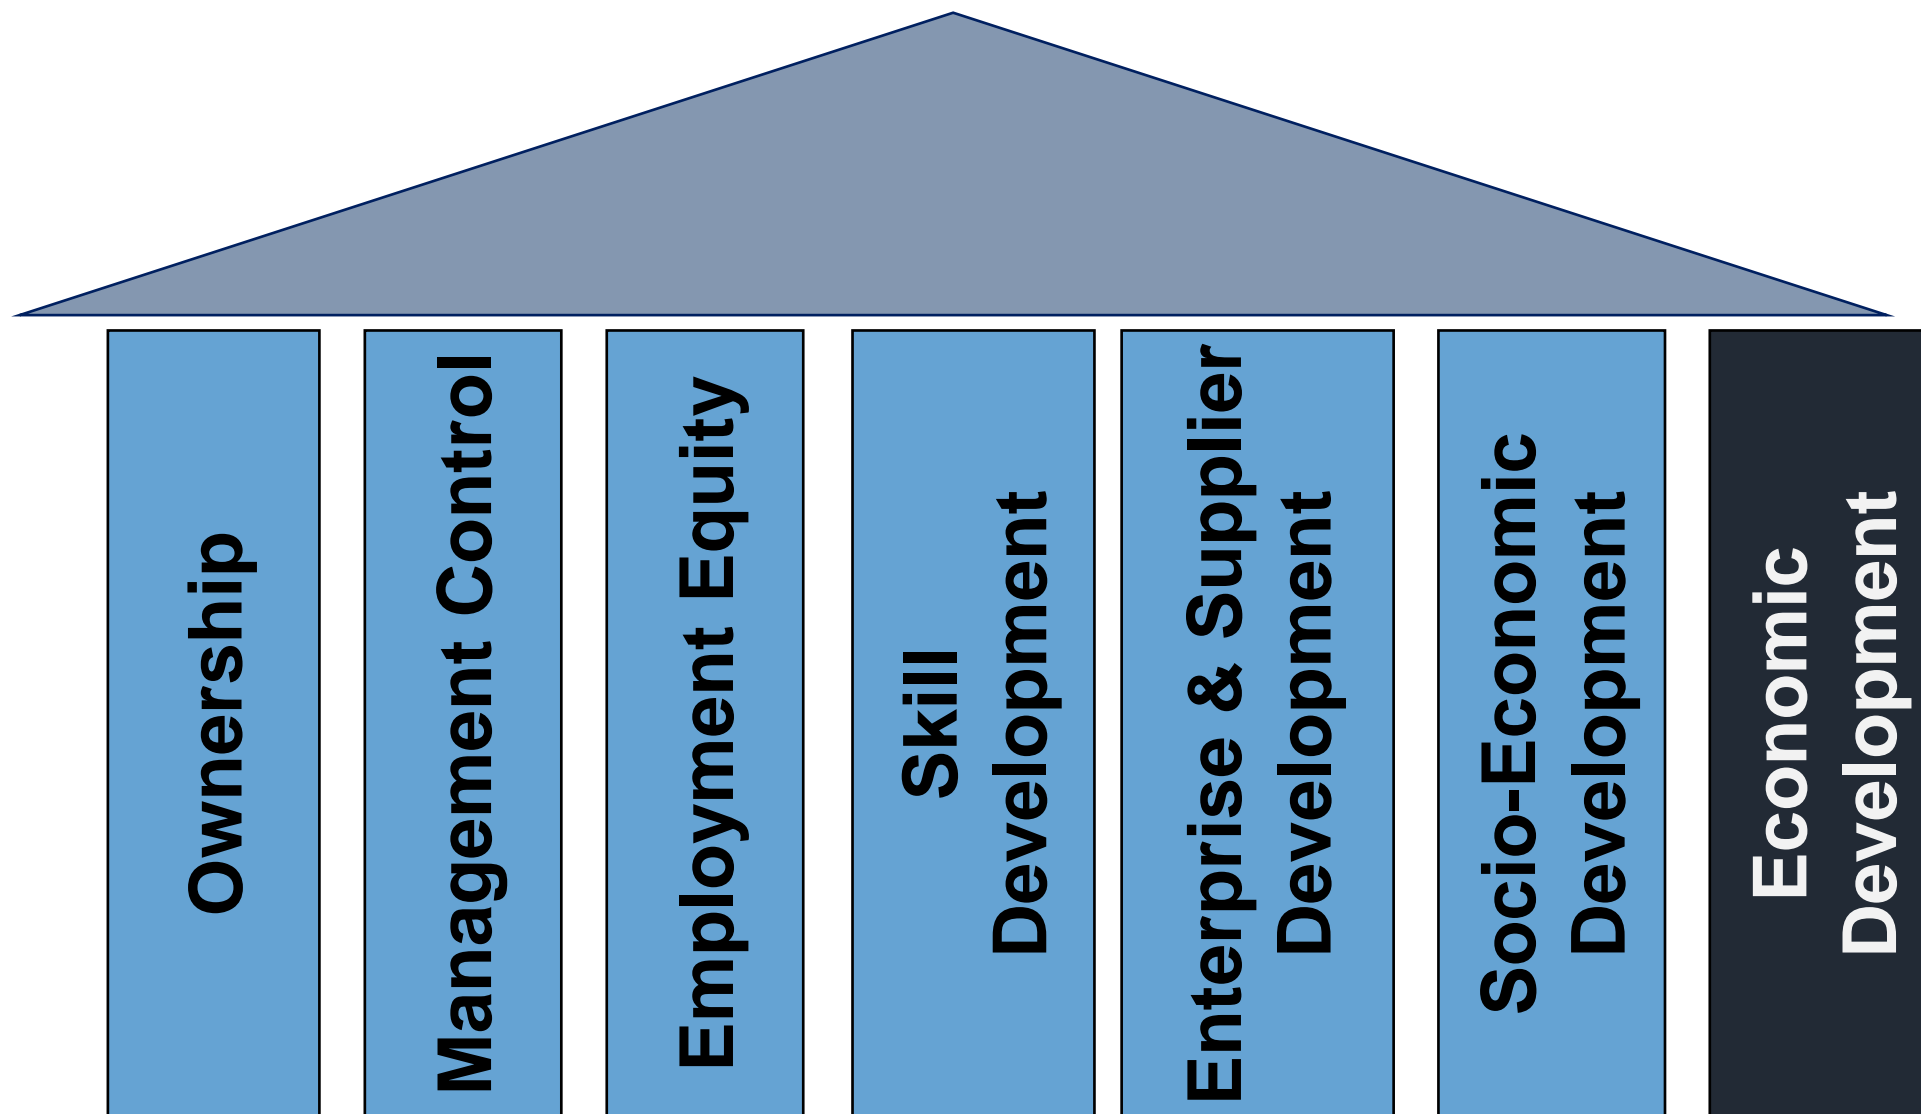 Ownership
Management Control
Employment Equity
Skill
Development
Enterprise & Supplier
Development
Socio-Economic
Development
Economic
Development